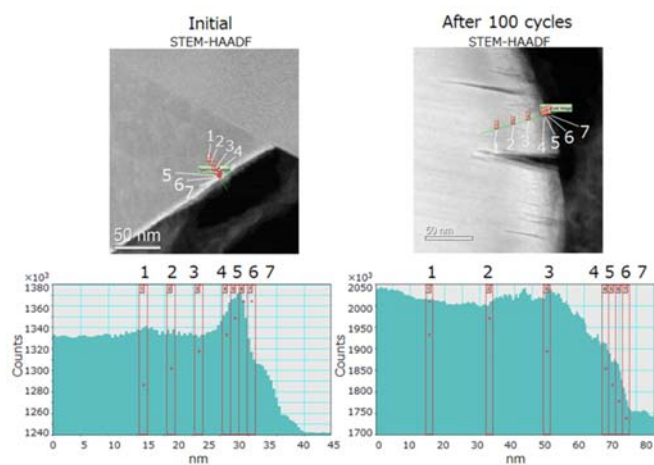 Initial
STEM-HAADF
1 2 3 4
5
6
7
50 nm
After 100 cycles
STEM-HAADF
1 2 3 4 5 6 7
50 nm
1 2 3 4 5 6 7
×10³
1380
1360
1340
1320
1300
1280
1260
1240
Counts
0 5 10 15 20 25 30 35 40 45
nm
1 2 3 4 5 6 7
×10³
2050
2000
1950
1900
1850
1800
1750
1700
Counts
0 10 20 30 40 50 60 70 80
nm